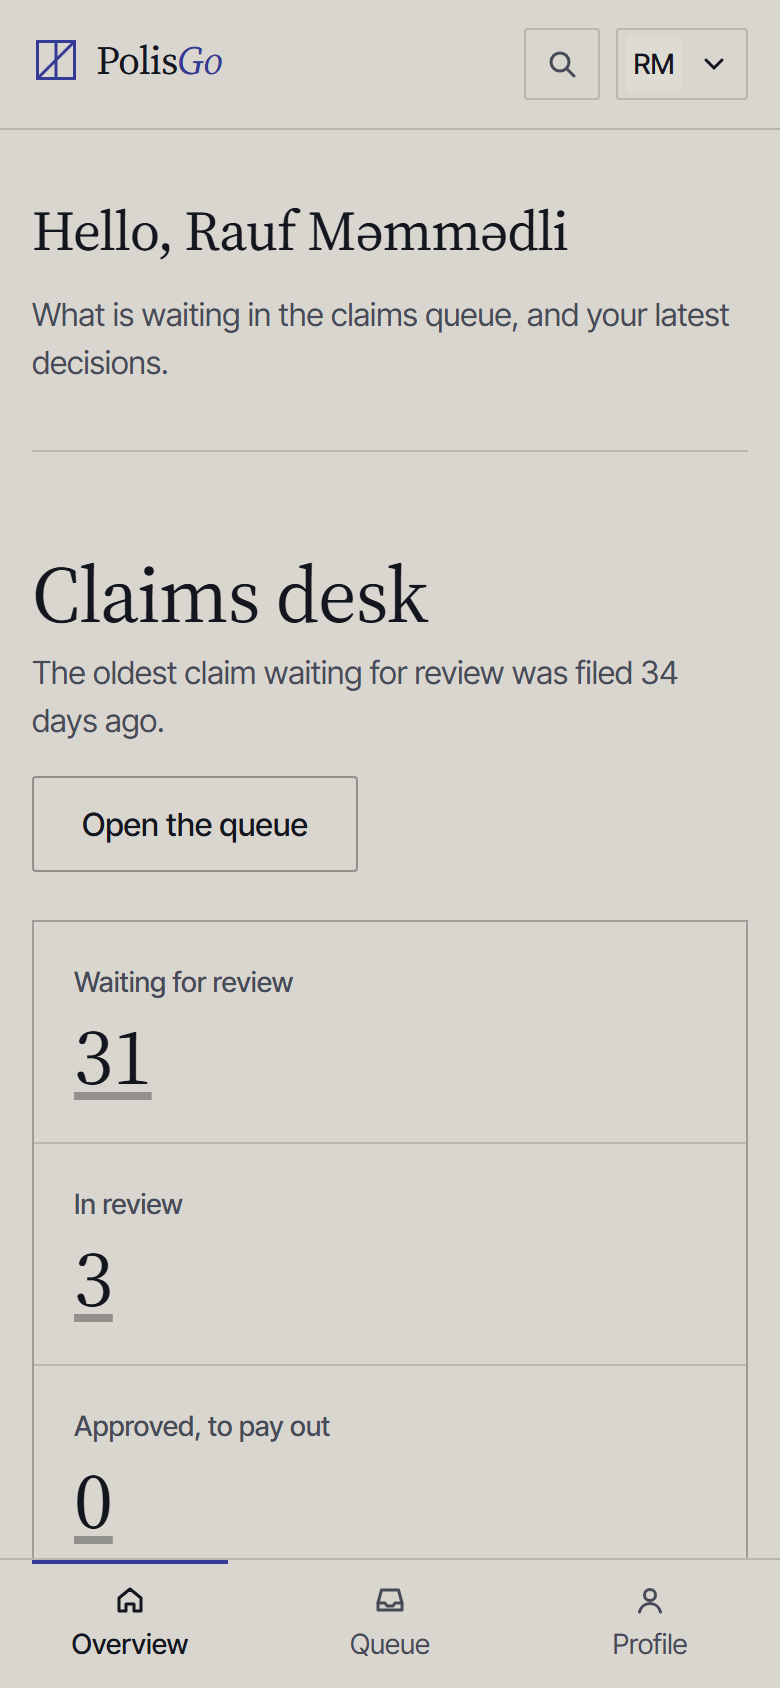 PolisGo
RM
Hello, Rauf Məmmədli
What is waiting in the claims queue, and your latest
decisions.
Claims desk
The oldest claim waiting for review was filed 34
days ago.
Open the queue
Waiting for review
31
In review
3
Approved, to pay out
0
Overview
Queue
Profile